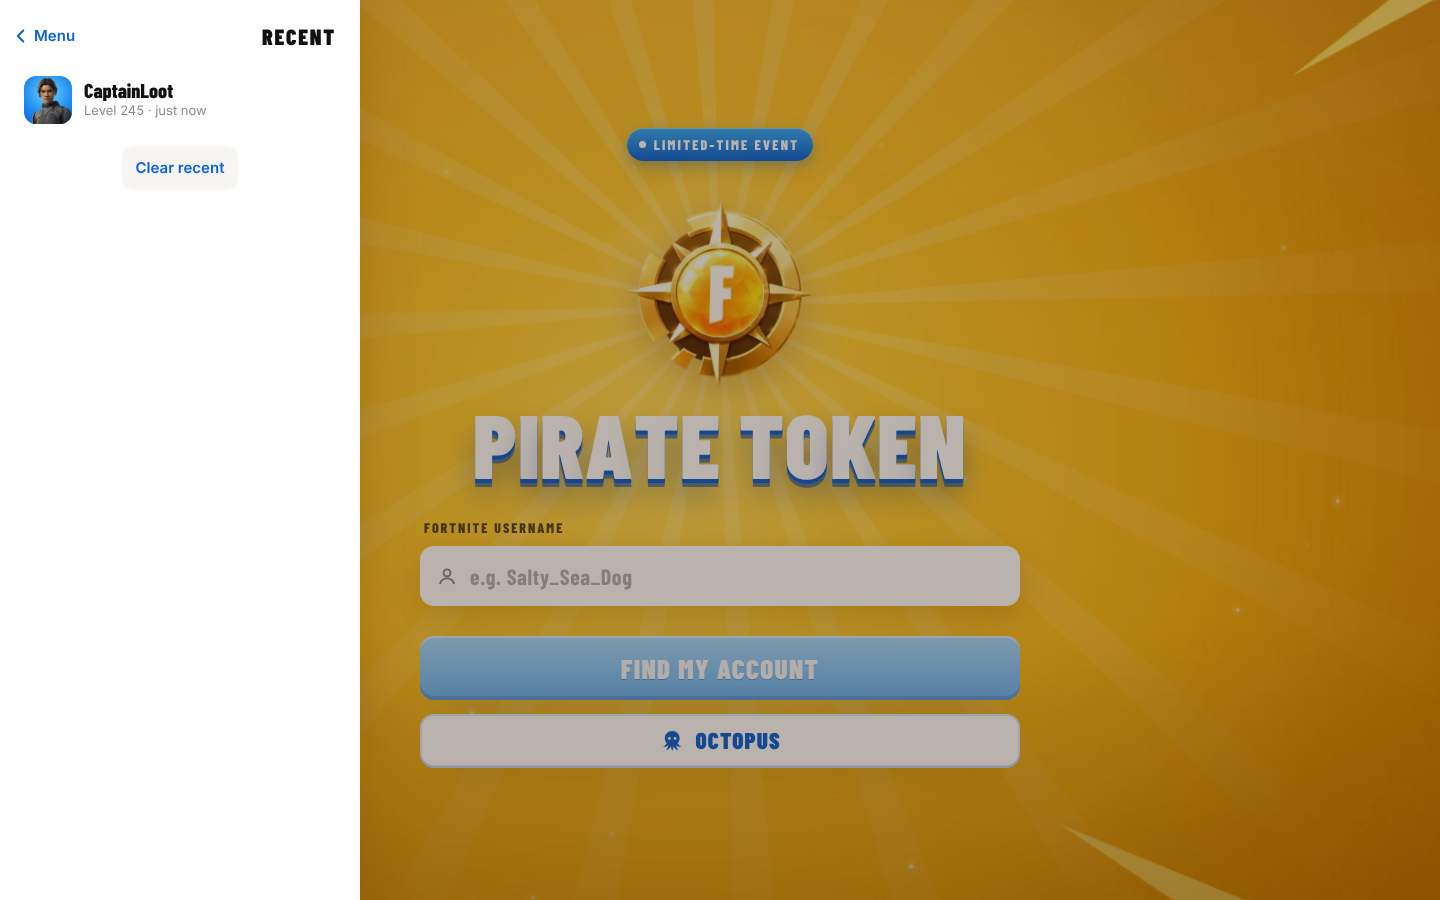 Menu
RECENT
CaptainLoot
Level 245 · just now
Clear recent
LIMITED-TIME EVENT
F
PIRATE TOKEN
FORTNITE USERNAME
e.g. Salty_Sea_Dog
FIND MY ACCOUNT
OCTOPUS